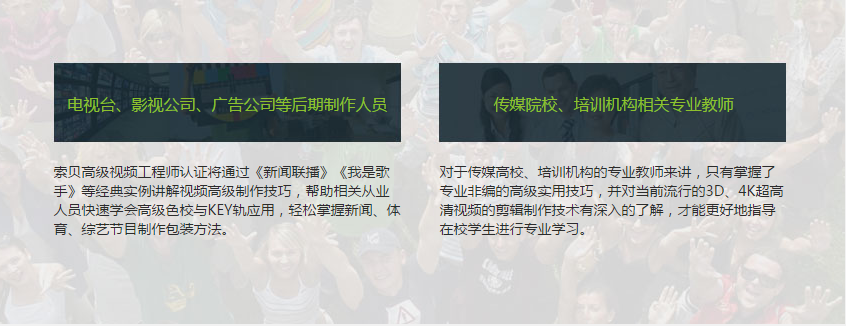 电视台、影视公司、广告公司等后期制作人员
索贝高级视频工程师认证将通过《新闻联播》《我是歌
手》等经典实例讲解视频高级制作技巧，帮助相关从业
人员快速学会高级色校与KEY轨应用，轻松掌握新闻、体
育、综艺节目制作包装方法。
传媒院校、培训机构相关专业教师
对于传媒高校、培训机构的专业教师来讲，只有掌握了
专业非编的高级实用技巧，并对当前流行的3D、4K超高
清视频的剪辑制作技术有深入的了解，才能更好地指导
在校学生进行专业学习。